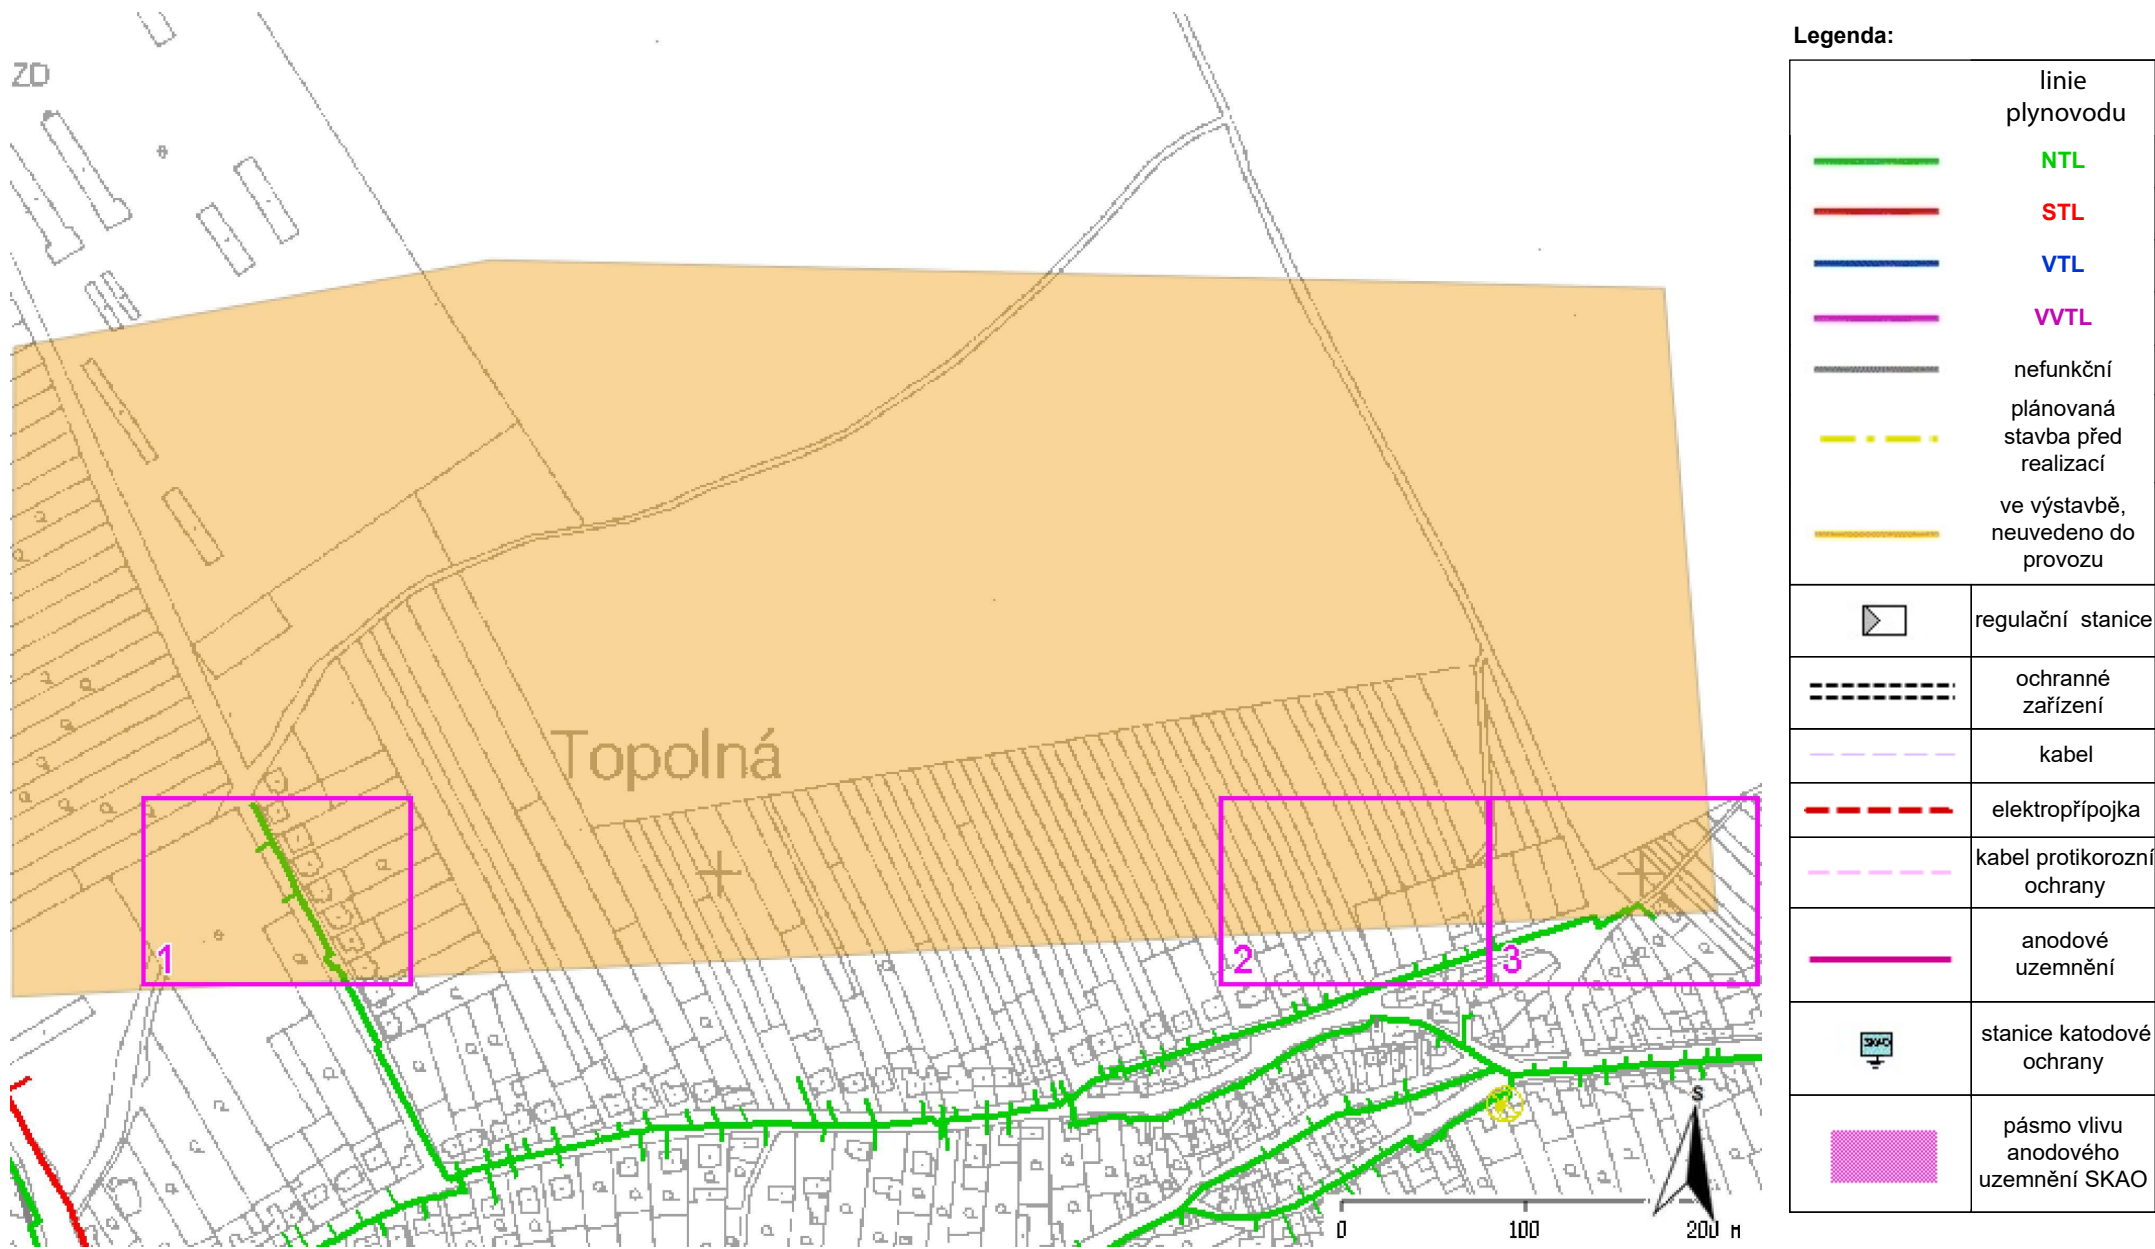 ZD
Topolná
1
2
3
S
0 100 200 M
Legenda:
linie
plynovodu
NTL
STL
VTL
VVTL
nefunkční
plánovaná
stavba před
realizací
ve výstavbě,
neuvedeno do
provozu
regulační stanice
ochranné
zařízení
kabel
elektropřípojka
kabel protikorozní
ochrany
anodové
uzemnění
SKAO
stanice katodové
ochrany
pásmo vlivu
anodového
uzemnění SKAO